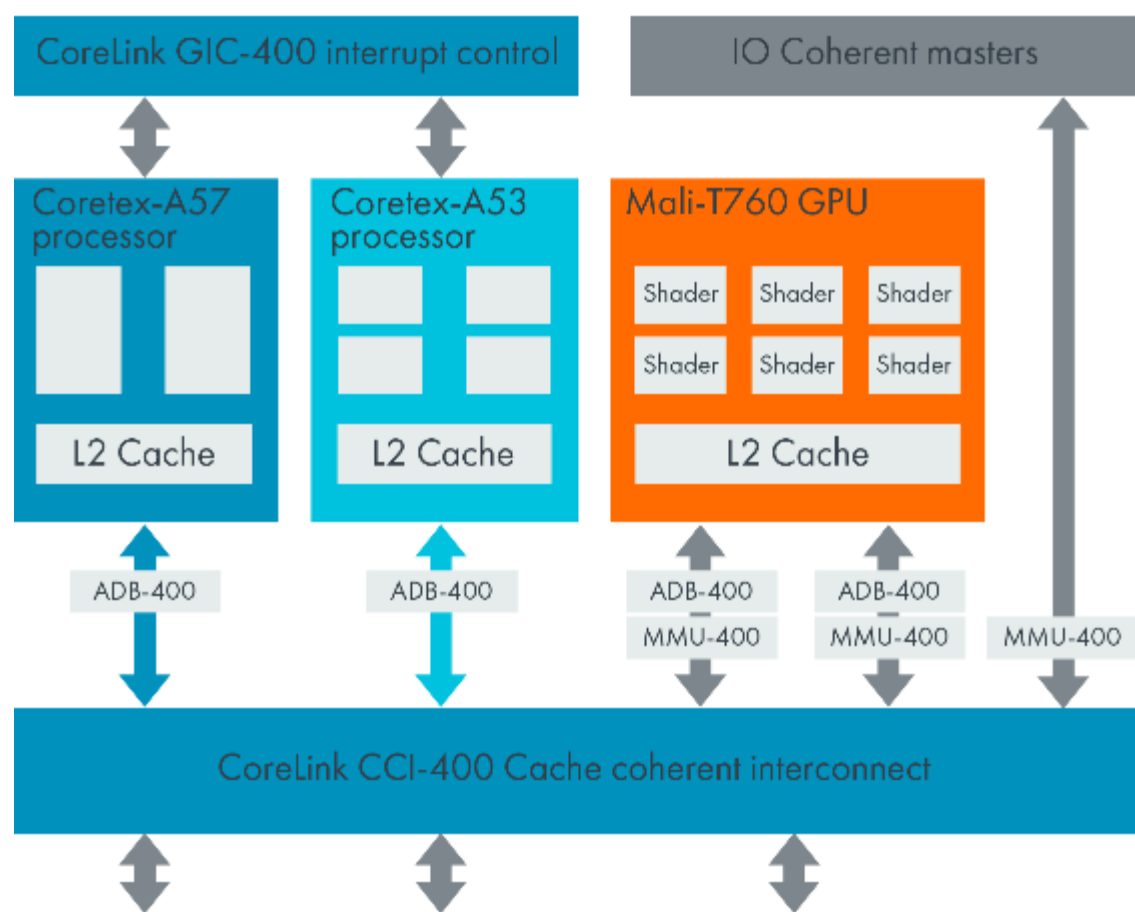 CoreLink GIC-400 interrupt control
IO Coherent masters
Coretex-A57
processor
Coretex-A53
processor
Mali-T760 GPU
Shader
Shader
Shader
Shader
Shader
Shader
L2 Cache
L2 Cache
L2 Cache
ADB-400
ADB-400
ADB-400
ADB-400
MMU-400
MMU-400
MMU-400
CoreLink CCI-400 Cache coherent interconnect